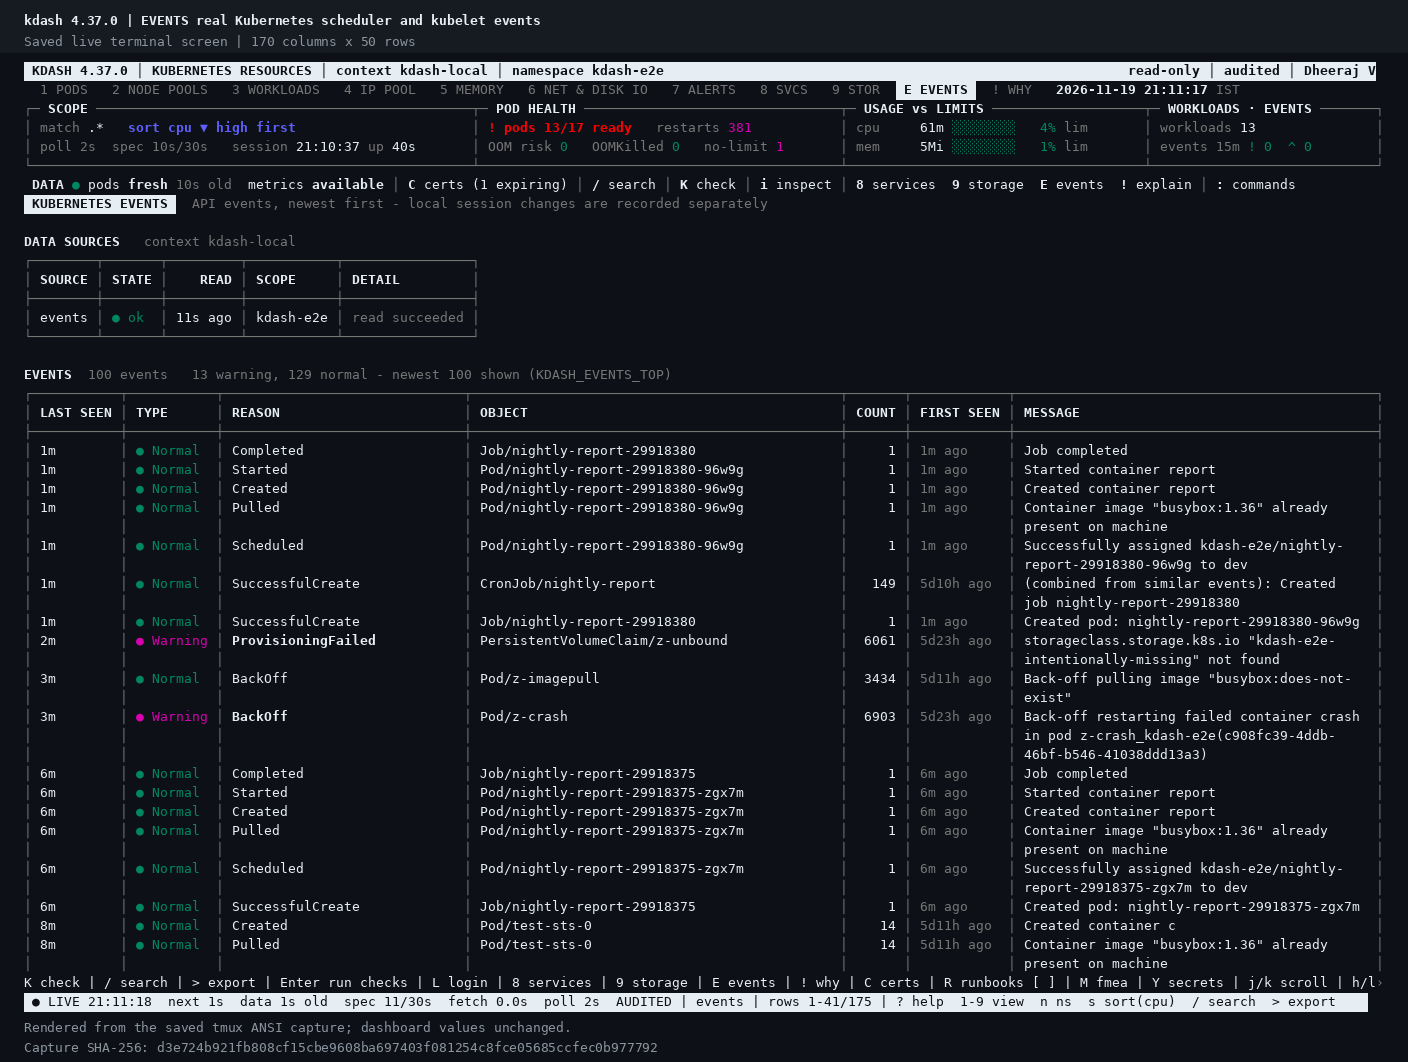 kdash 4.37.0 | EVENTS real Kubernetes scheduler and kubelet events
Saved live terminal screen | 170 columns x 50 rows
KDASH 4.37.0 │ KUBERNETES RESOURCES │ context kdash-local │ namespace kdash-e2e read-only │ audited │ Dheeraj V
1 PODS 2 NODE POOLS 3 WORKLOADS 4 IP POOL 5 MEMORY 6 NET & DISK IO 7 ALERTS 8 SVCS 9 STOR E EVENTS ! WHY 2026-11-19 21:11:17 IST
SCOPE POD HEALTH USAGE vs LIMITS WORKLOADS · EVENTS
match .* sort cpu ▼ high first │ ! pods 13/17 ready restarts 381 │ cpu 61m ░░░░░░░░ 4% lim │ workloads 13
poll 2s spec 10s/30s session 21:10:37 up 40s │ OOM risk 0 OOMKilled 0 no-limit 1 │ mem 5Mi ░░░░░░░░ 1% lim │ events 15m ! 0 ^ 0
DATA ● pods fresh 10s old metrics available │ C certs (1 expiring) │ / search │ K check │ i inspect │ 8 services 9 storage E events ! explain │ : commands
KUBERNETES EVENTS API events, newest first - local session changes are recorded separately
DATA SOURCES context kdash-local
│ SOURCE │ STATE │ READ │ SCOPE │ DETAIL │
│ events │ ● ok │ 11s ago │ kdash-e2e │ read succeeded │
EVENTS 100 events 13 warning, 129 normal - newest 100 shown (KDASH_EVENTS_TOP)
│ LAST SEEN │ TYPE │ REASON │ OBJECT │ COUNT │ FIRST SEEN │ MESSAGE │
│ 1m │ ● Normal │ Completed │ Job/nightly-report-29918380 │ 1 │ 1m ago │ Job completed │
│ 1m │ ● Normal │ Started │ Pod/nightly-report-29918380-96w9g │ 1 │ 1m ago │ Started container report │
│ 1m │ ● Normal │ Created │ Pod/nightly-report-29918380-96w9g │ 1 │ 1m ago │ Created container report │
│ 1m │ ● Normal │ Pulled │ Pod/nightly-report-29918380-96w9g │ 1 │ 1m ago │ Container image "busybox:1.36" already │
present on machine
│ 1m │ ● Normal │ Scheduled │ Pod/nightly-report-29918380-96w9g │ 1 │ 1m ago │ Successfully assigned kdash-e2e/nightly- │
report-29918380-96w9g to dev
│ 1m │ ● Normal │ SuccessfulCreate │ CronJob/nightly-report │ 149 │ 5d10h ago │ (combined from similar events): Created │
job nightly-report-29918380
│ 1m │ ● Normal │ SuccessfulCreate │ Job/nightly-report-29918380 │ 1 │ 1m ago │ Created pod: nightly-report-29918380-96w9g │
│ 2m │ ● Warning │ ProvisioningFailed │ PersistentVolumeClaim/z-unbound │ 6061 │ 5d23h ago │ storageclass.storage.k8s.io "kdash-e2e- │
intentionally-missing" not found
│ 3m │ ● Normal │ BackOff │ Pod/z-imagepull │ 3434 │ 5d11h ago │ Back-off pulling image "busybox:does-not- │
exist"
│ 3m │ ● Warning │ BackOff │ Pod/z-crash │ 6903 │ 5d23h ago │ Back-off restarting failed container crash │
in pod z-crash_kdash-e2e(c908fc39-4ddb-
46bf-b546-41038ddd13a3)
│ 6m │ ● Normal │ Completed │ Job/nightly-report-29918375 │ 1 │ 6m ago │ Job completed │
│ 6m │ ● Normal │ Started │ Pod/nightly-report-29918375-zgx7m │ 1 │ 6m ago │ Started container report │
│ 6m │ ● Normal │ Created │ Pod/nightly-report-29918375-zgx7m │ 1 │ 6m ago │ Created container report │
│ 6m │ ● Normal │ Pulled │ Pod/nightly-report-29918375-zgx7m │ 1 │ 6m ago │ Container image "busybox:1.36" already │
present on machine
│ 6m │ ● Normal │ Scheduled │ Pod/nightly-report-29918375-zgx7m │ 1 │ 6m ago │ Successfully assigned kdash-e2e/nightly- │
report-29918375-zgx7m to dev
│ 6m │ ● Normal │ SuccessfulCreate │ Job/nightly-report-29918375 │ 1 │ 6m ago │ Created pod: nightly-report-29918375-zgx7m │
│ 8m │ ● Normal │ Created │ Pod/test-sts-0 │ 14 │ 5d11h ago │ Created container c │
│ 8m │ ● Normal │ Pulled │ Pod/test-sts-0 │ 14 │ 5d11h ago │ Container image "busybox:1.36" already │
present on machine
K check | / search | > export | Enter run checks | L login | 8 services | 9 storage | E events | ! why | C certs | R runbooks [ ] | M fmea | Y secrets | j/k scroll | h/l›
● LIVE 21:11:18 next 1s data 1s old spec 11/30s fetch 0.0s poll 2s AUDITED | events | rows 1-41/175 | ? help 1-9 view n ns s sort(cpu) / search > export
Rendered from the saved tmux ANSI capture; dashboard values unchanged.
Capture SHA-256: d3e724b921fb808cf15cbe9608ba697403f081254c8fce05685ccfec0b977792